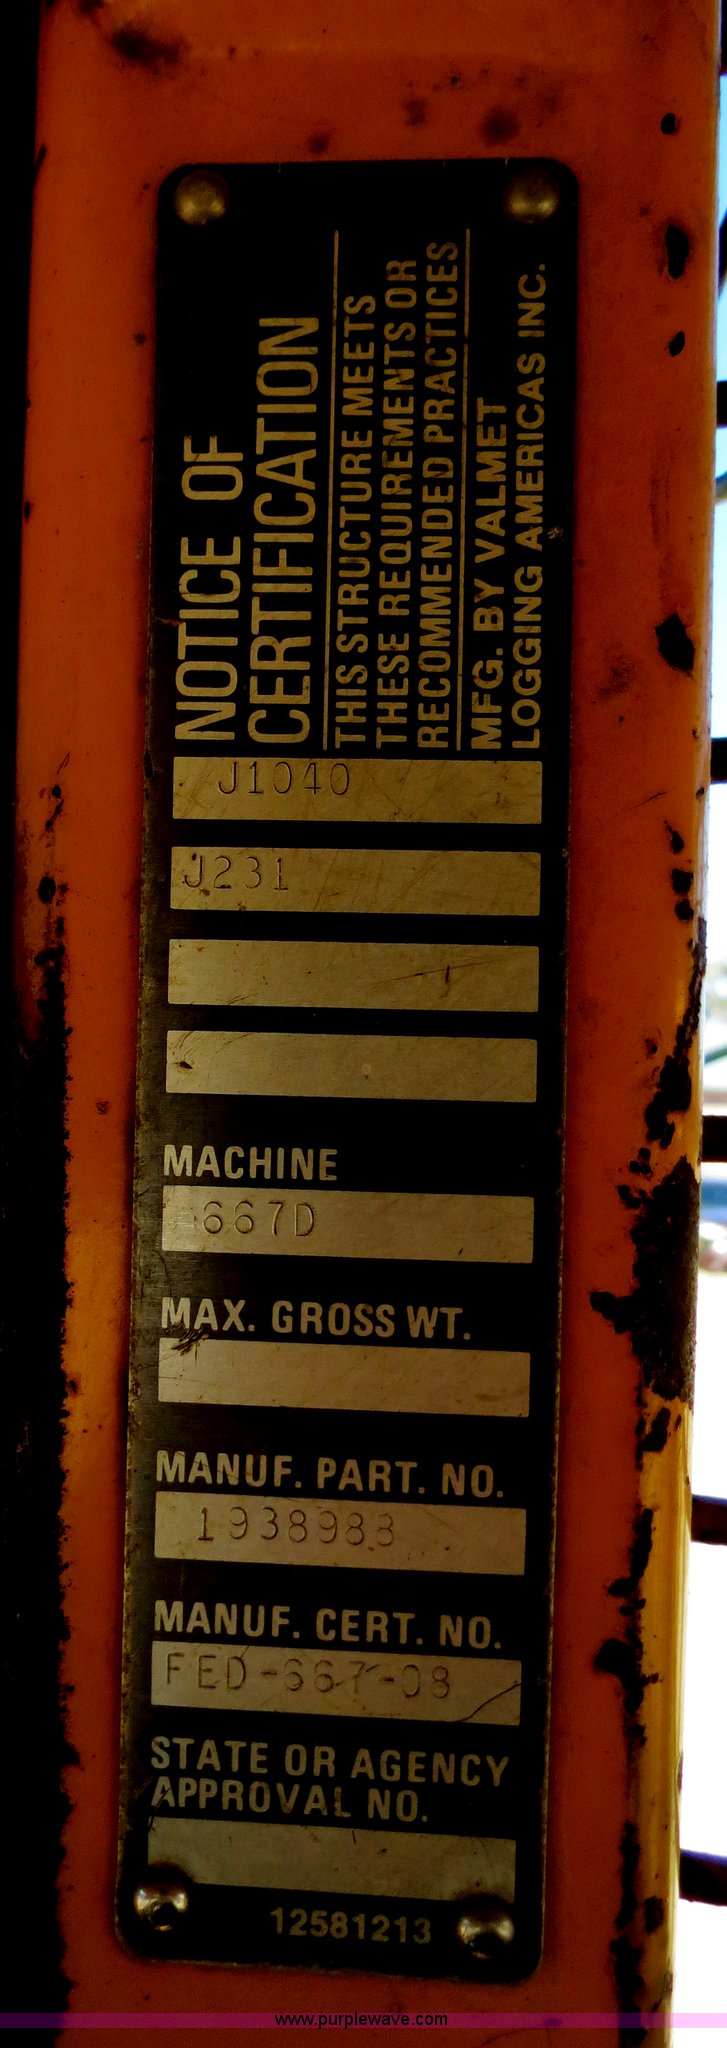 NOTICE OF
CERTIFICATION
THIS STRUCTURE MEETS
THESE REQUIREMENTS OR
RECOMMENDED PRACTICES
MFG. BY VALMET
LOGGING AMERICAS INC.
J1040
J231
MACHINE
667D
MAX. GROSS WT.
MANUF. PART. NO.
1938983
MANUF. CERT. NO.
FED-667-08
STATE OR AGENCY
APPROVAL NO.
12581213
www.purplewave.com